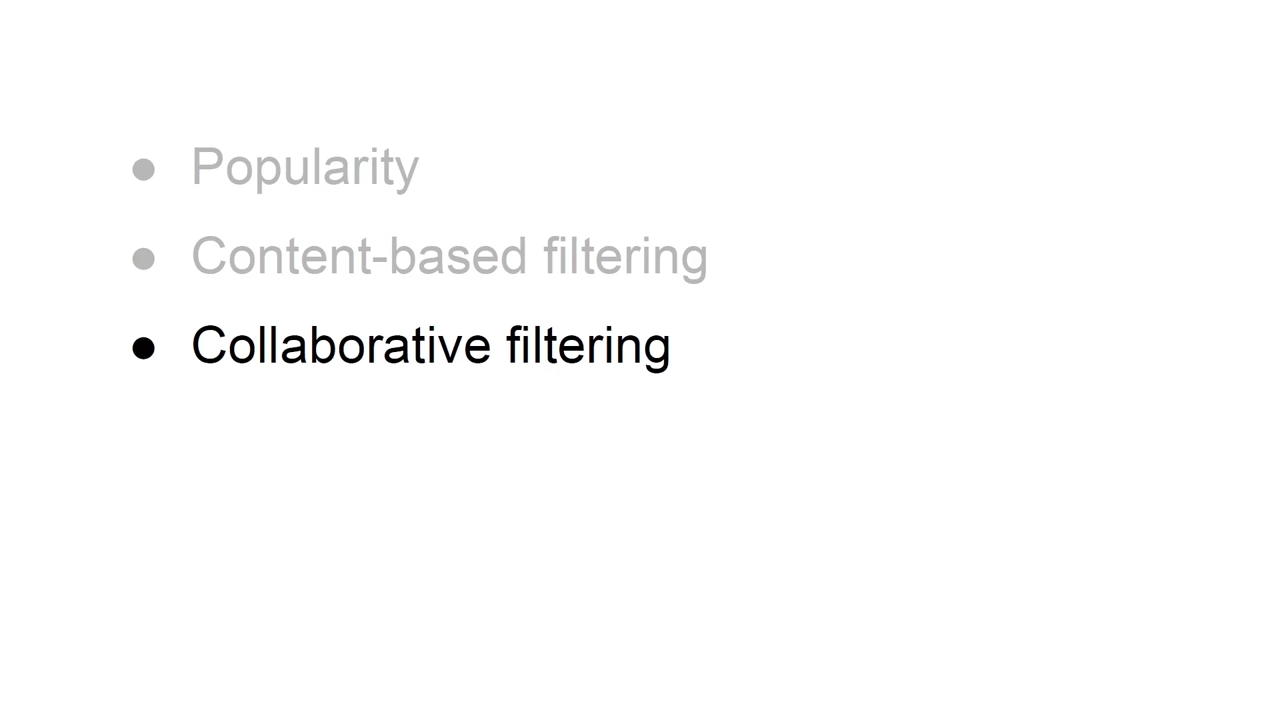 ● Popularity
● Content-based filtering
● Collaborative filtering